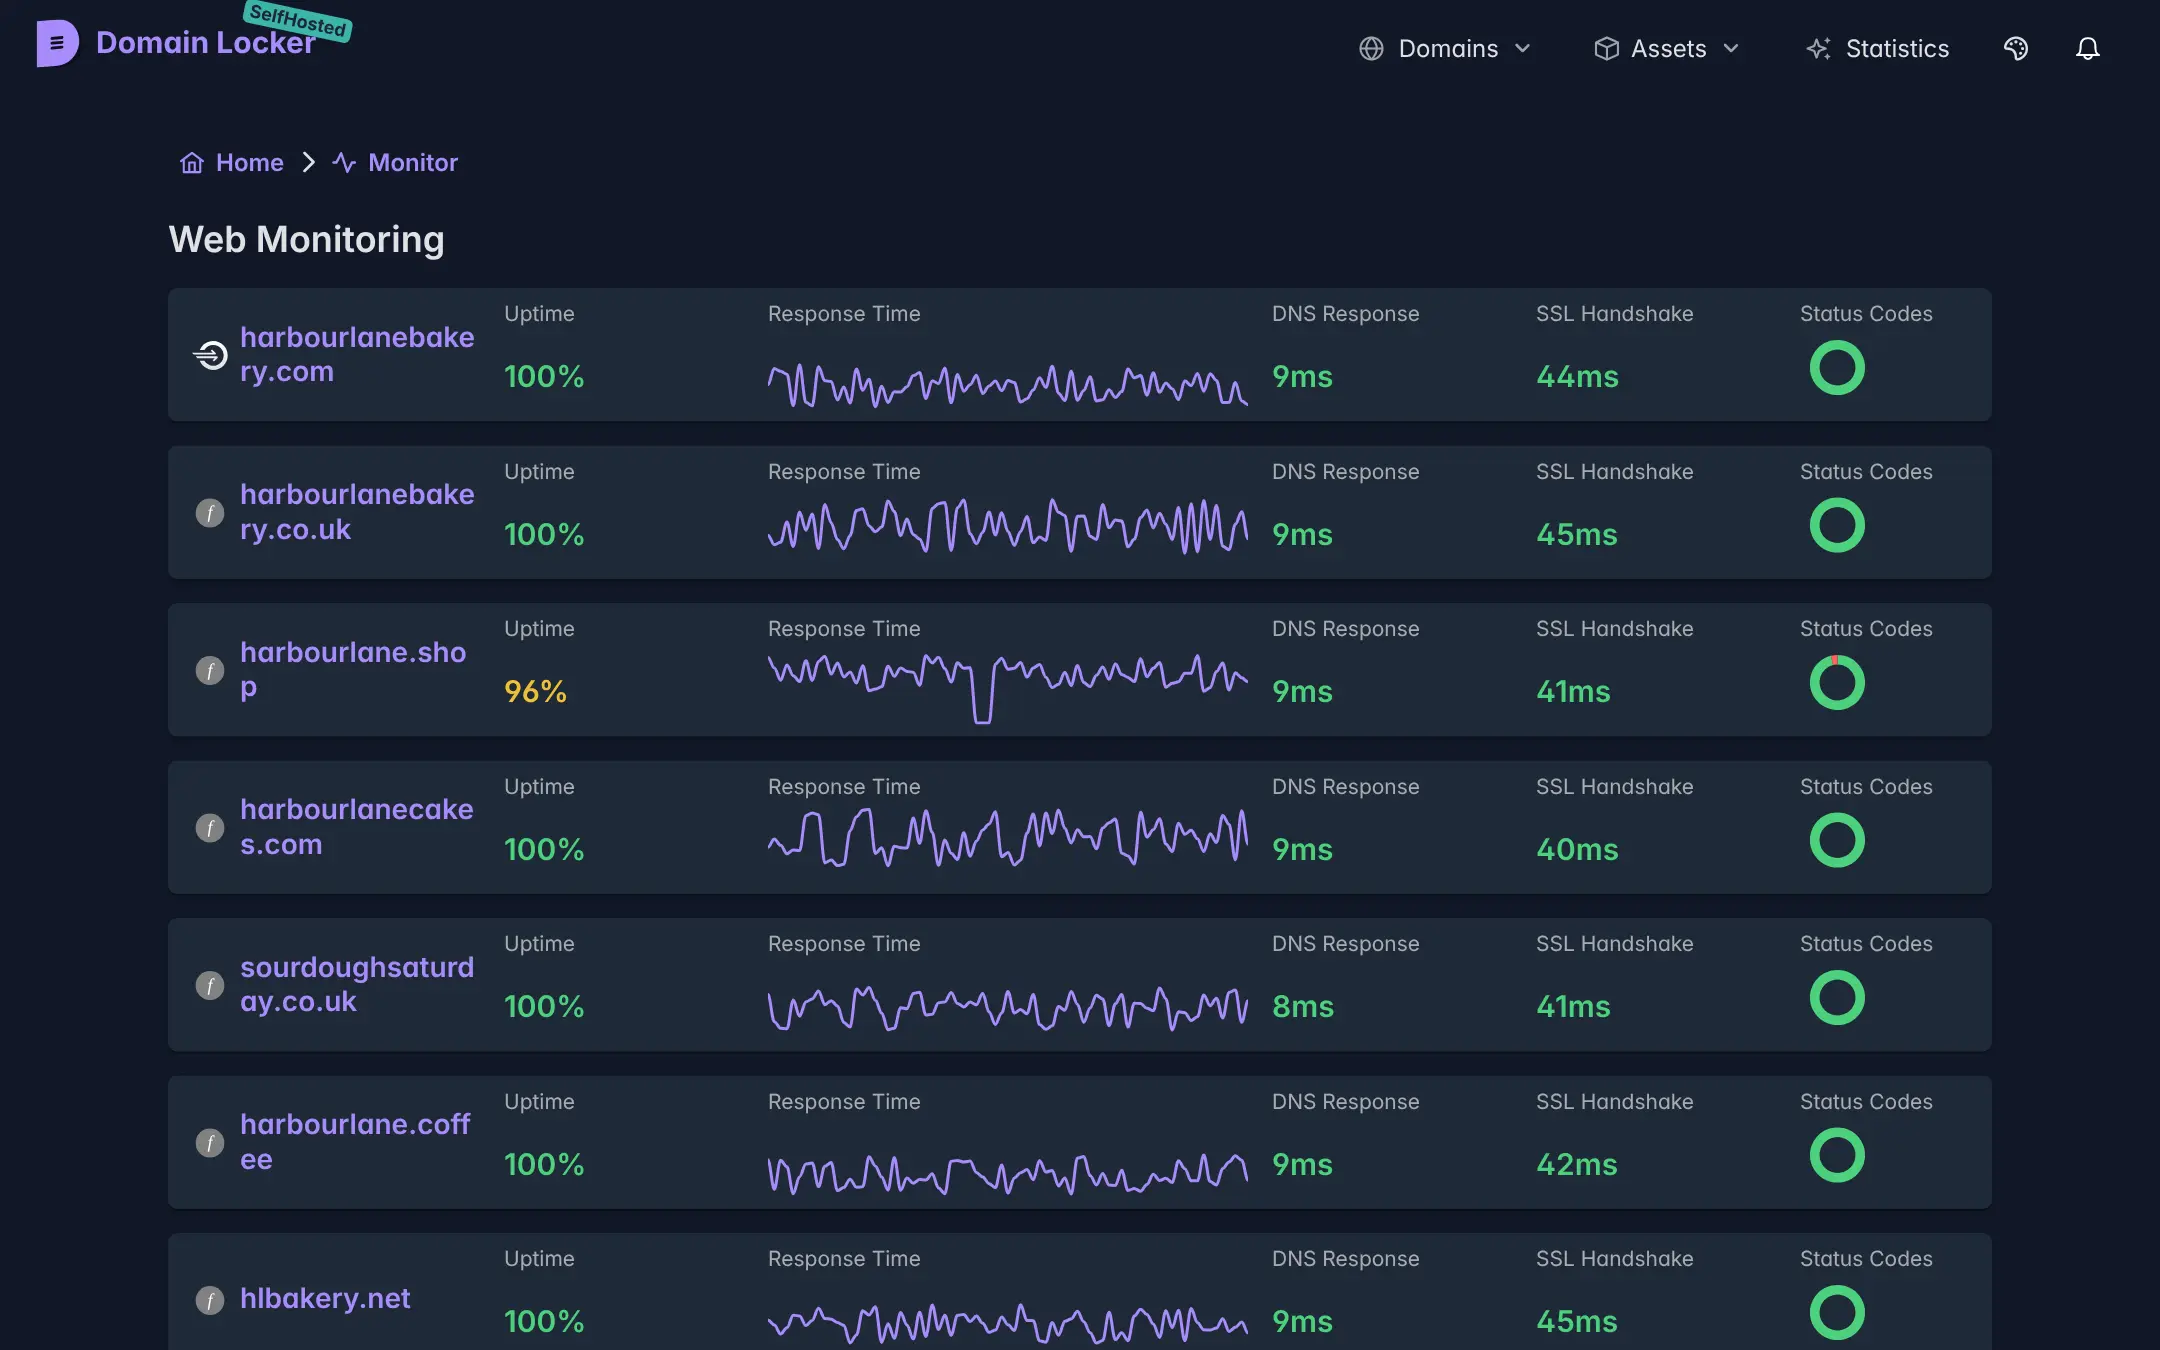 SelfHosted
Domain Locker
Domains
Assets
Statistics
Home
Monitor
Web Monitoring
harbourlanebake
ry.com
Uptime
100%
Response Time
DNS Response
9ms
SSL Handshake
44ms
Status Codes
harbourlanebake
ry.co.uk
Uptime
100%
Response Time
DNS Response
9ms
SSL Handshake
45ms
Status Codes
harbourlane.sho
p
Uptime
96%
Response Time
DNS Response
9ms
SSL Handshake
41ms
Status Codes
harbourlanecake
s.com
Uptime
100%
Response Time
DNS Response
9ms
SSL Handshake
40ms
Status Codes
sourdoughsaturd
ay.co.uk
Uptime
100%
Response Time
DNS Response
8ms
SSL Handshake
41ms
Status Codes
harbourlane.coff
ee
Uptime
100%
Response Time
DNS Response
9ms
SSL Handshake
42ms
Status Codes
hlbakery.net
Uptime
100%
Response Time
DNS Response
9ms
SSL Handshake
45ms
Status Codes